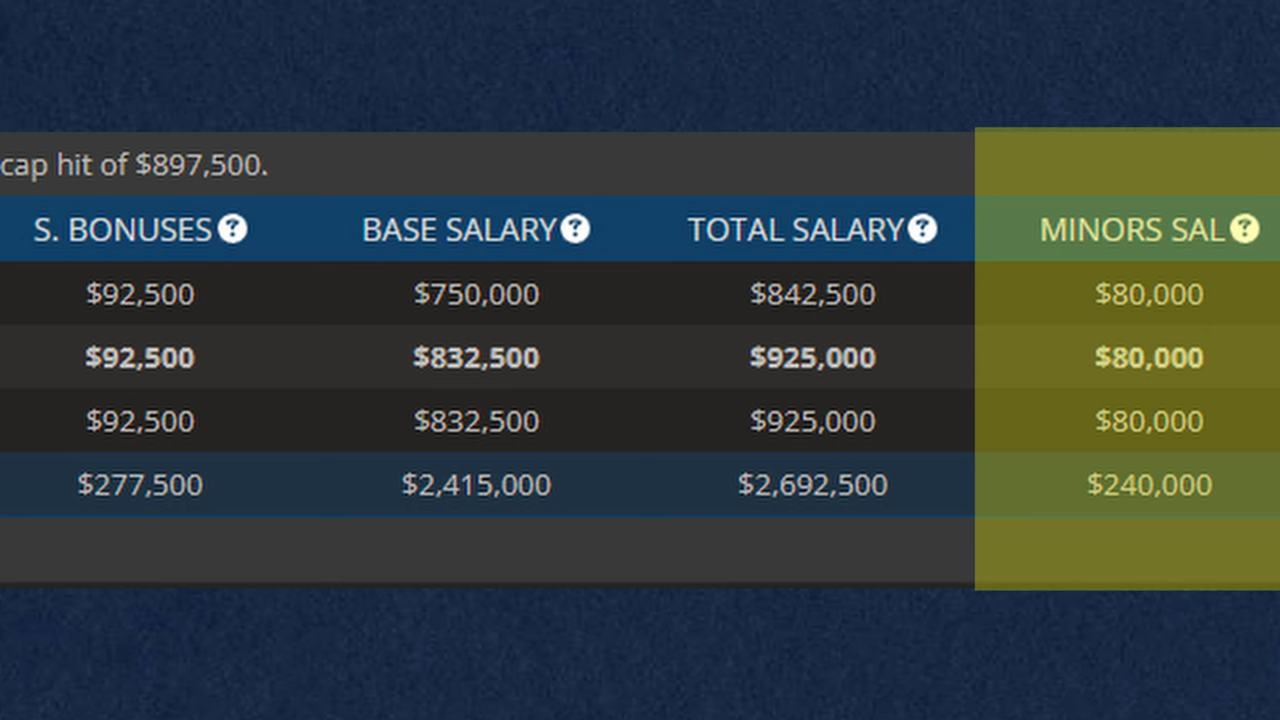 cap hit of $897,500.
S. BONUSES ? BASE SALARY ? TOTAL SALARY ? MINORS SAL ?
$92,500 $750,000 $842,500 $80,000
$92,500 $832,500 $925,000 $80,000
$92,500 $832,500 $925,000 $80,000
$277,500 $2,415,000 $2,692,500 $240,000